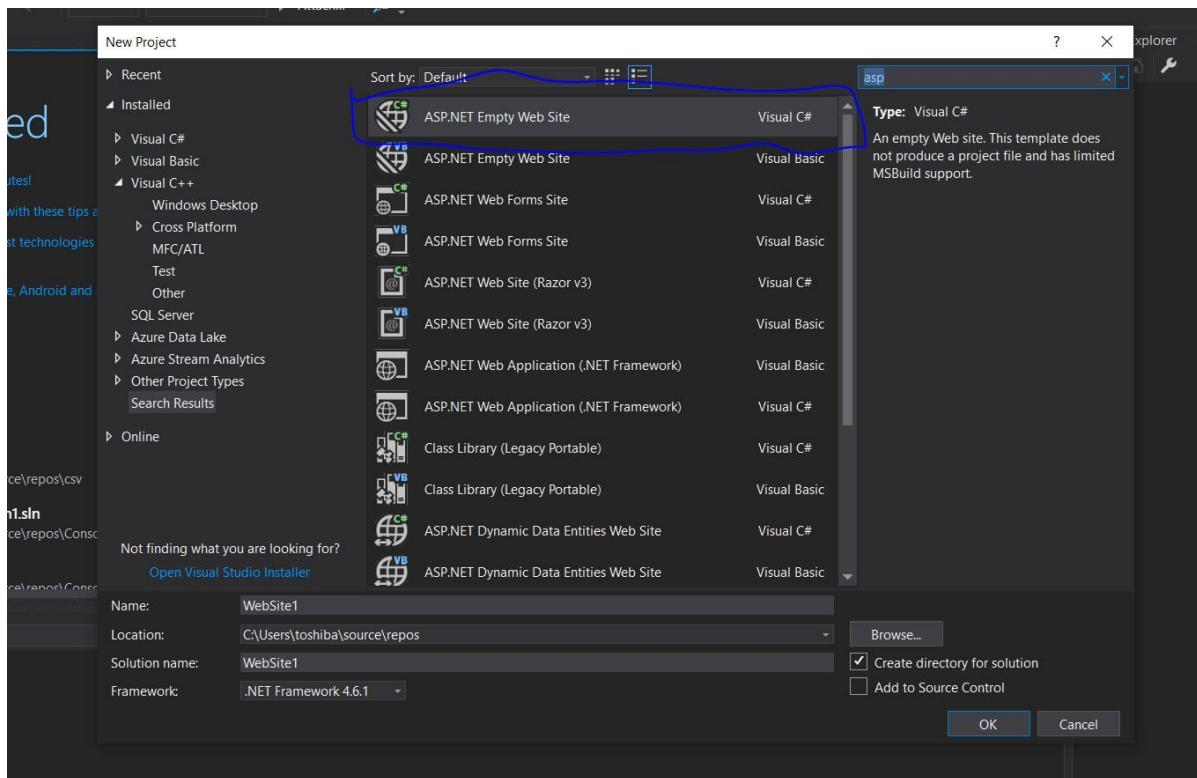 Attach...
New Project
?
xplorer
Recent
Sort by: Default
asp
Installed
Visual C#
Visual Basic
Visual C++
Windows Desktop
Cross Platform
MFC/ATL
Test
Other
SQL Server
Azure Data Lake
Azure Stream Analytics
Other Project Types
Search Results
Online
Not finding what you are looking for?
Open Visual Studio Installer
ASP.NET Empty Web Site Visual C#
ASP.NET Empty Web Site Visual Basic
ASP.NET Web Forms Site Visual C#
ASP.NET Web Forms Site Visual Basic
ASP.NET Web Site (Razor v3) Visual C#
ASP.NET Web Site (Razor v3) Visual Basic
ASP.NET Web Application (.NET Framework) Visual Basic
ASP.NET Web Application (.NET Framework) Visual C#
Class Library (Legacy Portable) Visual C#
Class Library (Legacy Portable) Visual Basic
ASP.NET Dynamic Data Entities Web Site Visual C#
ASP.NET Dynamic Data Entities Web Site Visual Basic
Type: Visual C#
An empty Web site. This template does
not produce a project file and has limited
MSBuild support.
ed
utes!
with these tips a
st technologies
e, Android and
rce\repos\csv
n1.sln
rce\repos\Conso
Name: WebSite1
Location: C:\Users\toshiba\source\repos
Browse...
Solution name: WebSite1
Create directory for solution
Framework: .NET Framework 4.6.1
Add to Source Control
OK Cancel